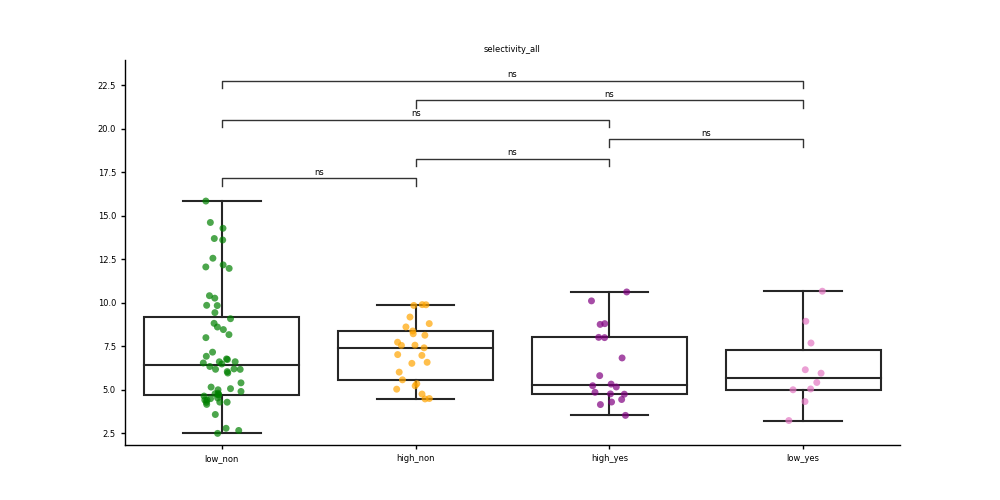 selectivity_all
ns
ns
ns
ns
ns
ns
22.5
20.0
17.5
15.0
12.5
10.0
7.5
5.0
2.5
low_non
high_non
high_yes
low_yes